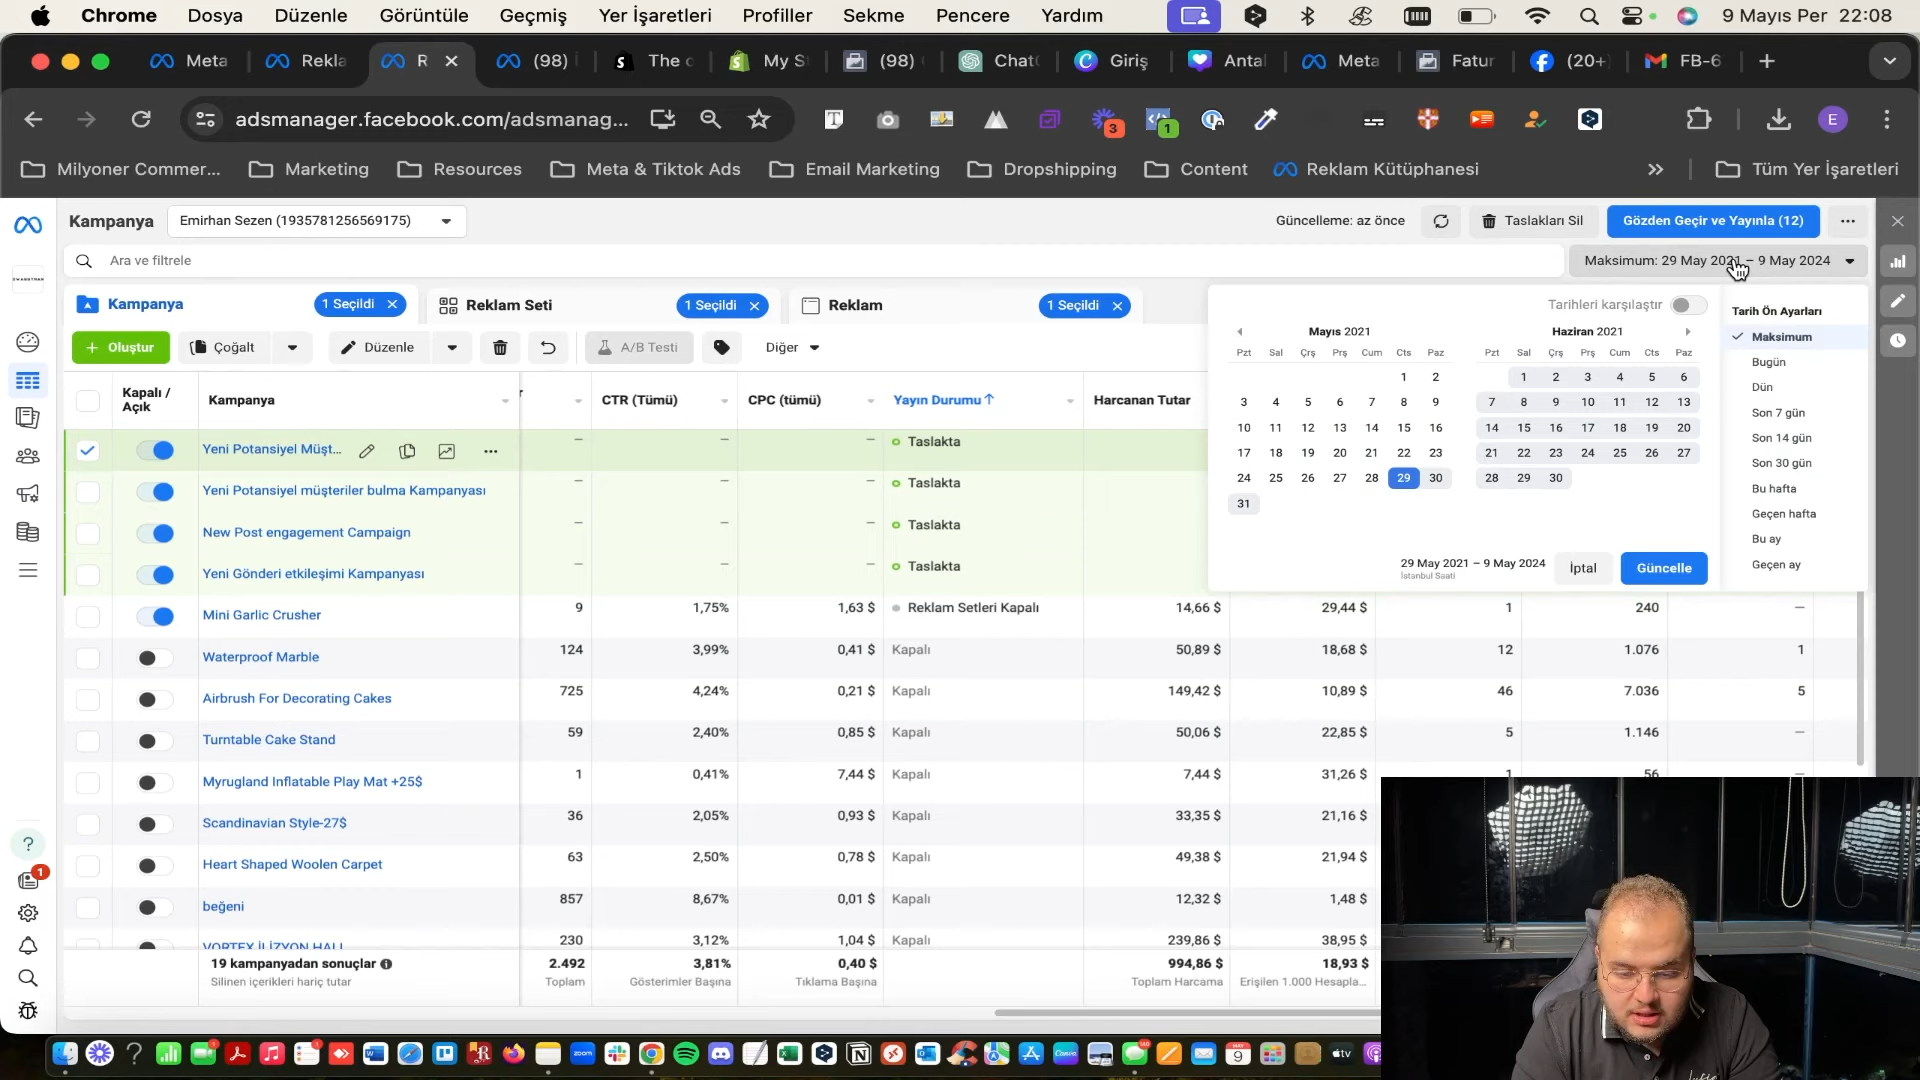 Chrome Dosya Düzenle Görüntüle Geçmiş Yer İşaretleri Profiller Sekme Pencere Yardım 9 Mayıs Per 22:08
Meta Rekla R (98) The c My S (98) Chat Giriş Antal Meta Fatur (20+ FB-6
adsmanager.facebook.com/adsmanag... 3 1 E
Milyoner Commer... Marketing Resources Meta & Tiktok Ads Email Marketing Dropshipping Content Reklam Kütüphanesi Tüm Yer İşaretleri
Kampanya Emirhan Sezen (1935781256569175) Güncelleme: az önce Taslakları Sil Gözden Geçir ve Yayınla (12)
Ara ve filtrele Maksimum: 29 May 2021 – 9 May 2024
Kampanya 1 Seçildi Reklam Seti 1 Seçildi Reklam 1 Seçildi
Oluştur Çoğalt Düzenle A/B Testi Diğer
Kapalı / Açık Kampanya CTR (Tümü) CPC (tümü) Yayın Durumu Harcanan Tutar
Yeni Potansiyel Müşt... – – – Taslakta
Yeni Potansiyel müşteriler bulma Kampanyası – – – Taslakta
New Post engagement Campaign – – – Taslakta
Yeni Gönderi etkileşimi Kampanyası – – – Taslakta
Mini Garlic Crusher 9 1,75% 1,63 $ Reklam Setleri Kapalı 14,66 $ 29,44 $ 1 240 —
Waterproof Marble 124 3,99% 0,41 $ Kapalı 50,89 $ 18,68 $ 12 1.076 1
Airbrush For Decorating Cakes 725 4,24% 0,21 $ Kapalı 149,42 $ 10,89 $ 46 7.036 5
Turntable Cake Stand 59 2,40% 0,85 $ Kapalı 50,06 $ 22,85 $ 5 1.146 —
Myrugland Inflatable Play Mat +25$ 1 0,41% 7,44 $ Kapalı 7,44 $ 31,26 $ 1 56 —
Scandinavian Style-27$ 36 2,05% 0,93 $ Kapalı 33,35 $ 21,16 $
Heart Shaped Woolen Carpet 63 2,50% 0,78 $ Kapalı 49,38 $ 21,94 $
beğeni 857 8,67% 0,01 $ Kapalı 12,32 $ 1,48 $
VORTEX İLİZYON HALI 230 3,12% 1,04 $ Kapalı 239,86 $ 38,95 $
19 kampanyadan sonuçlar 2.492 3,81% 0,40 $ 994,86 $ 18,93 $
Silinen içerikleri hariç tutar Toplam Gösterimler Başına Tıklama Başına Toplam Harcama Erişilen 1.000 Hesapla...
Tarihleri karşılaştır
Mayıs 2021
Pzt Sal Çrş Prş Cum Cts Paz
1 2
3 4 5 6 7 8 9
10 11 12 13 14 15 16
17 18 19 20 21 22 23
24 25 26 27 28 29 30
31
Haziran 2021
Pzt Sal Çrş Prş Cum Cts Paz
1 2 3 4 5 6
7 8 9 10 11 12 13
14 15 16 17 18 19 20
21 22 23 24 25 26 27
28 29 30
29 May 2021 – 9 May 2024
İstanbul Saati
İptal Güncelle
Tarih Ön Ayarları
Maksimum
Bugün
Dün
Son 7 gün
Son 14 gün
Son 30 gün
Bu hafta
Geçen hafta
Bu ay
Geçen ay
1
zoom
Canva
9
tv